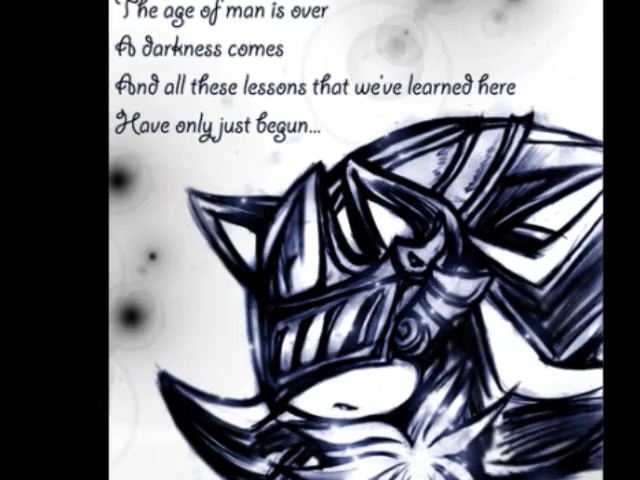 The age of man is over
A darkness comes
And all these lessons that we've learned here
Have only just begun...